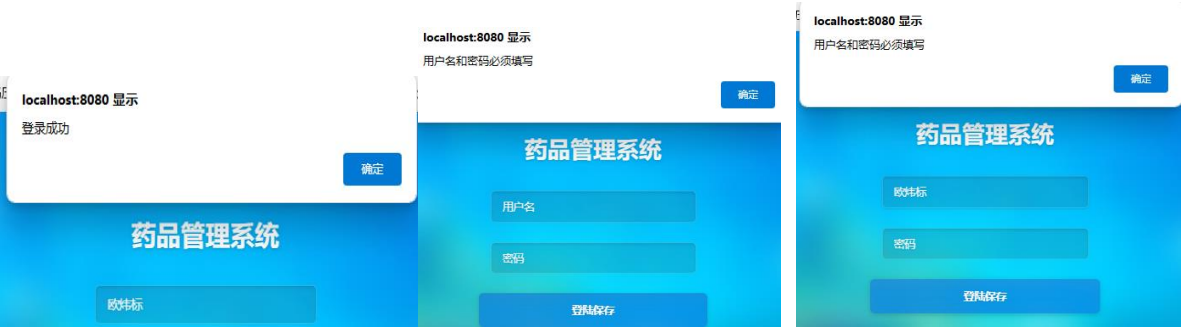 localhost:8080 显示
登录成功
确定
药品管理系统
欧炜标
localhost:8080 显示
用户名和密码必须填写
确定
药品管理系统
用户名
密码
登陆保存
localhost:8080 显示
用户名和密码必须填写
确定
药品管理系统
欧炜标
密码
登陆保存